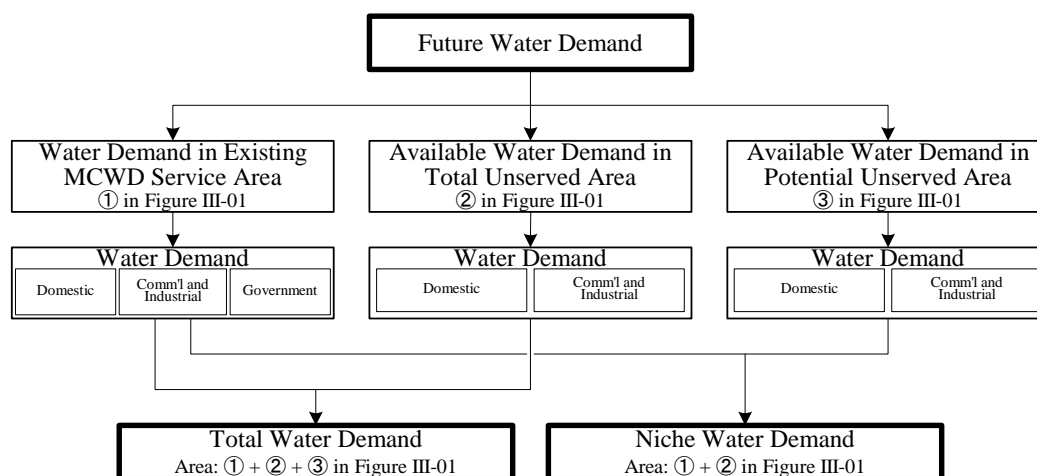 Future Water Demand
Water Demand in Existing
MCWD Service Area
① in Figure III-01
Available Water Demand in
Total Unserved Area
② in Figure III-01
Available Water Demand in
Potential Unserved Area
③ in Figure III-01
Water Demand
Domestic
Comm'l and
Industrial
Government
Water Demand
Domestic
Comm'l and
Industrial
Water Demand
Domestic
Comm'l and
Industrial
Total Water Demand
Area: ① + ② + ③ in Figure III-01
Niche Water Demand
Area: ① + ② in Figure III-01